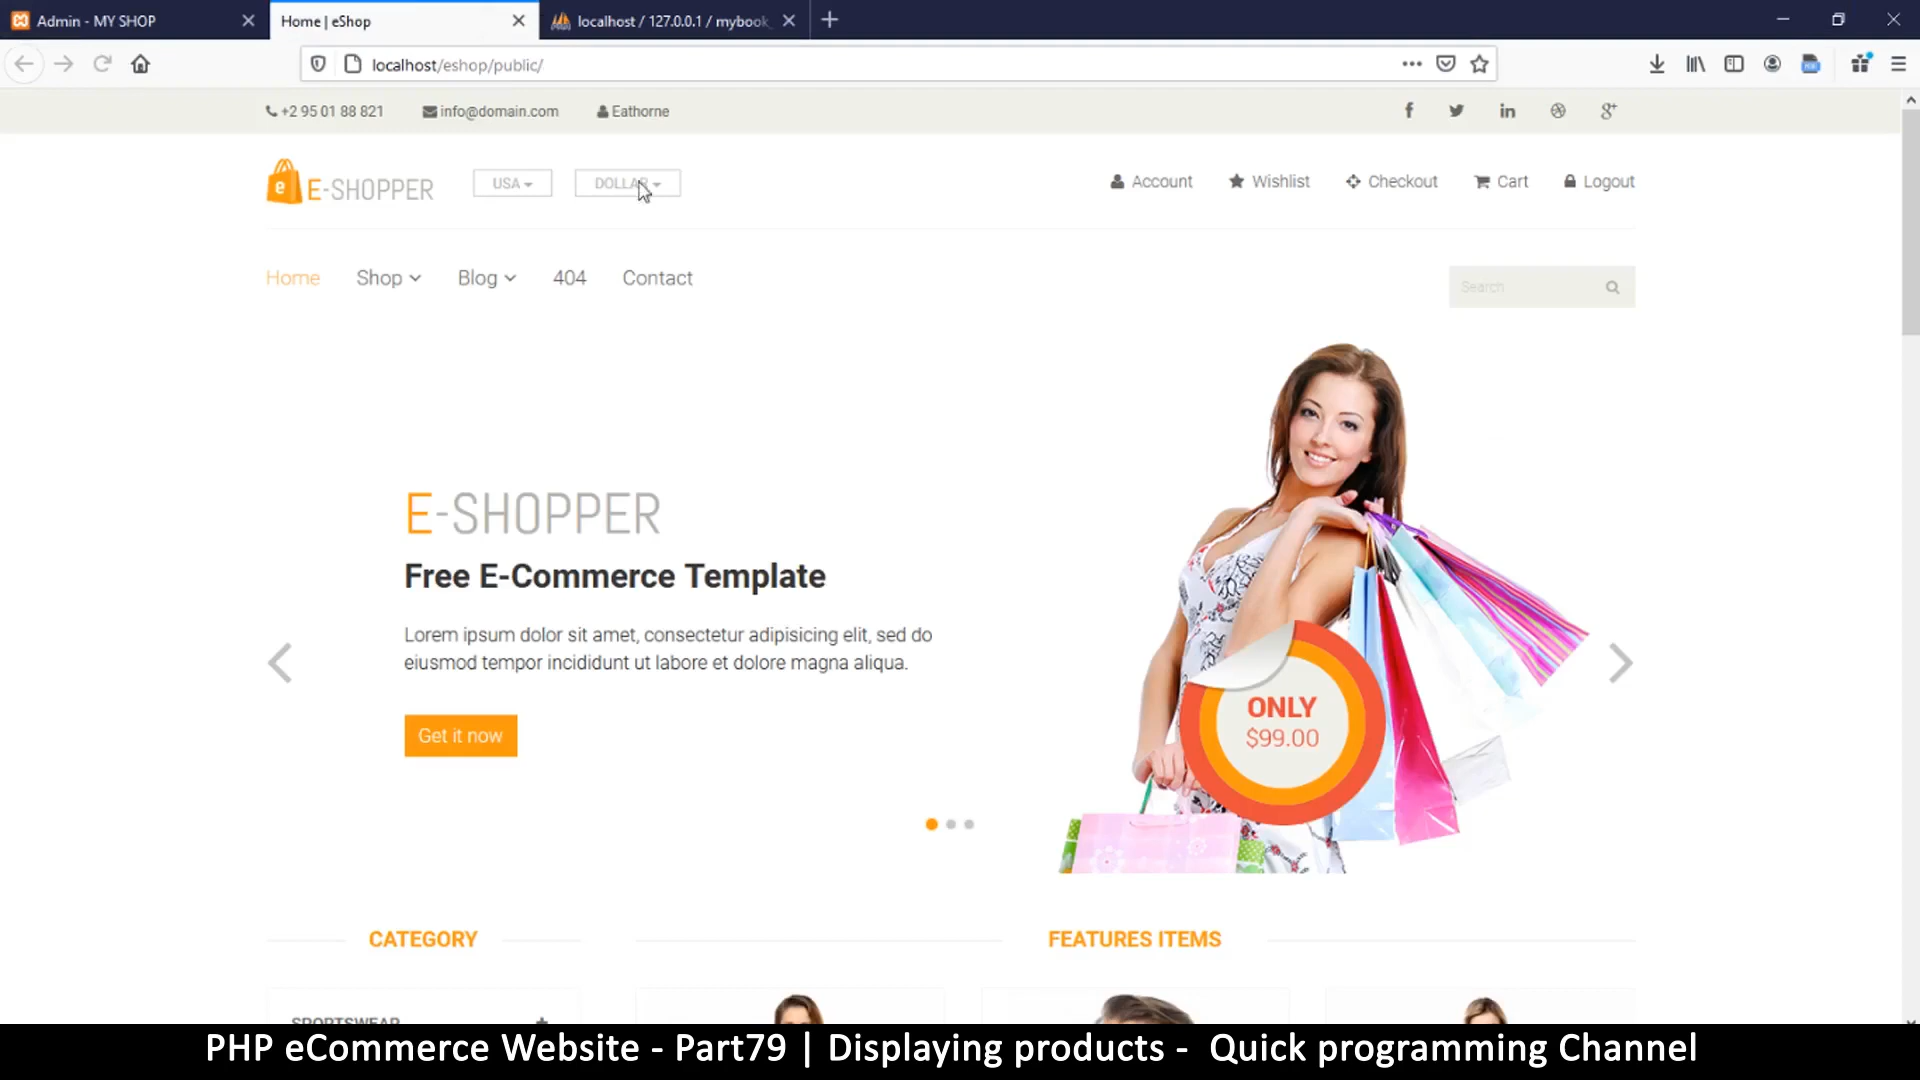 Admin - MY SHOP
Home | eShop
localhost / 127.0.0.1 / mybook
localhost/eshop/public/
+2 95 01 88 821 info@domain.com Eathorne
E-SHOPPER USA DOLLAR Account Wishlist Checkout Cart Logout
Home Shop Blog 404 Contact Search
E-SHOPPER
Free E-Commerce Template
Lorem ipsum dolor sit amet, consectetur adipisicing elit, sed do
eiusmod tempor incididunt ut labore et dolore magna aliqua.
Get it now
ONLY
$99.00
CATEGORY FEATURES ITEMS
SPORTSWEAR
PHP eCommerce Website - Part79 | Displaying products - Quick programming Channel